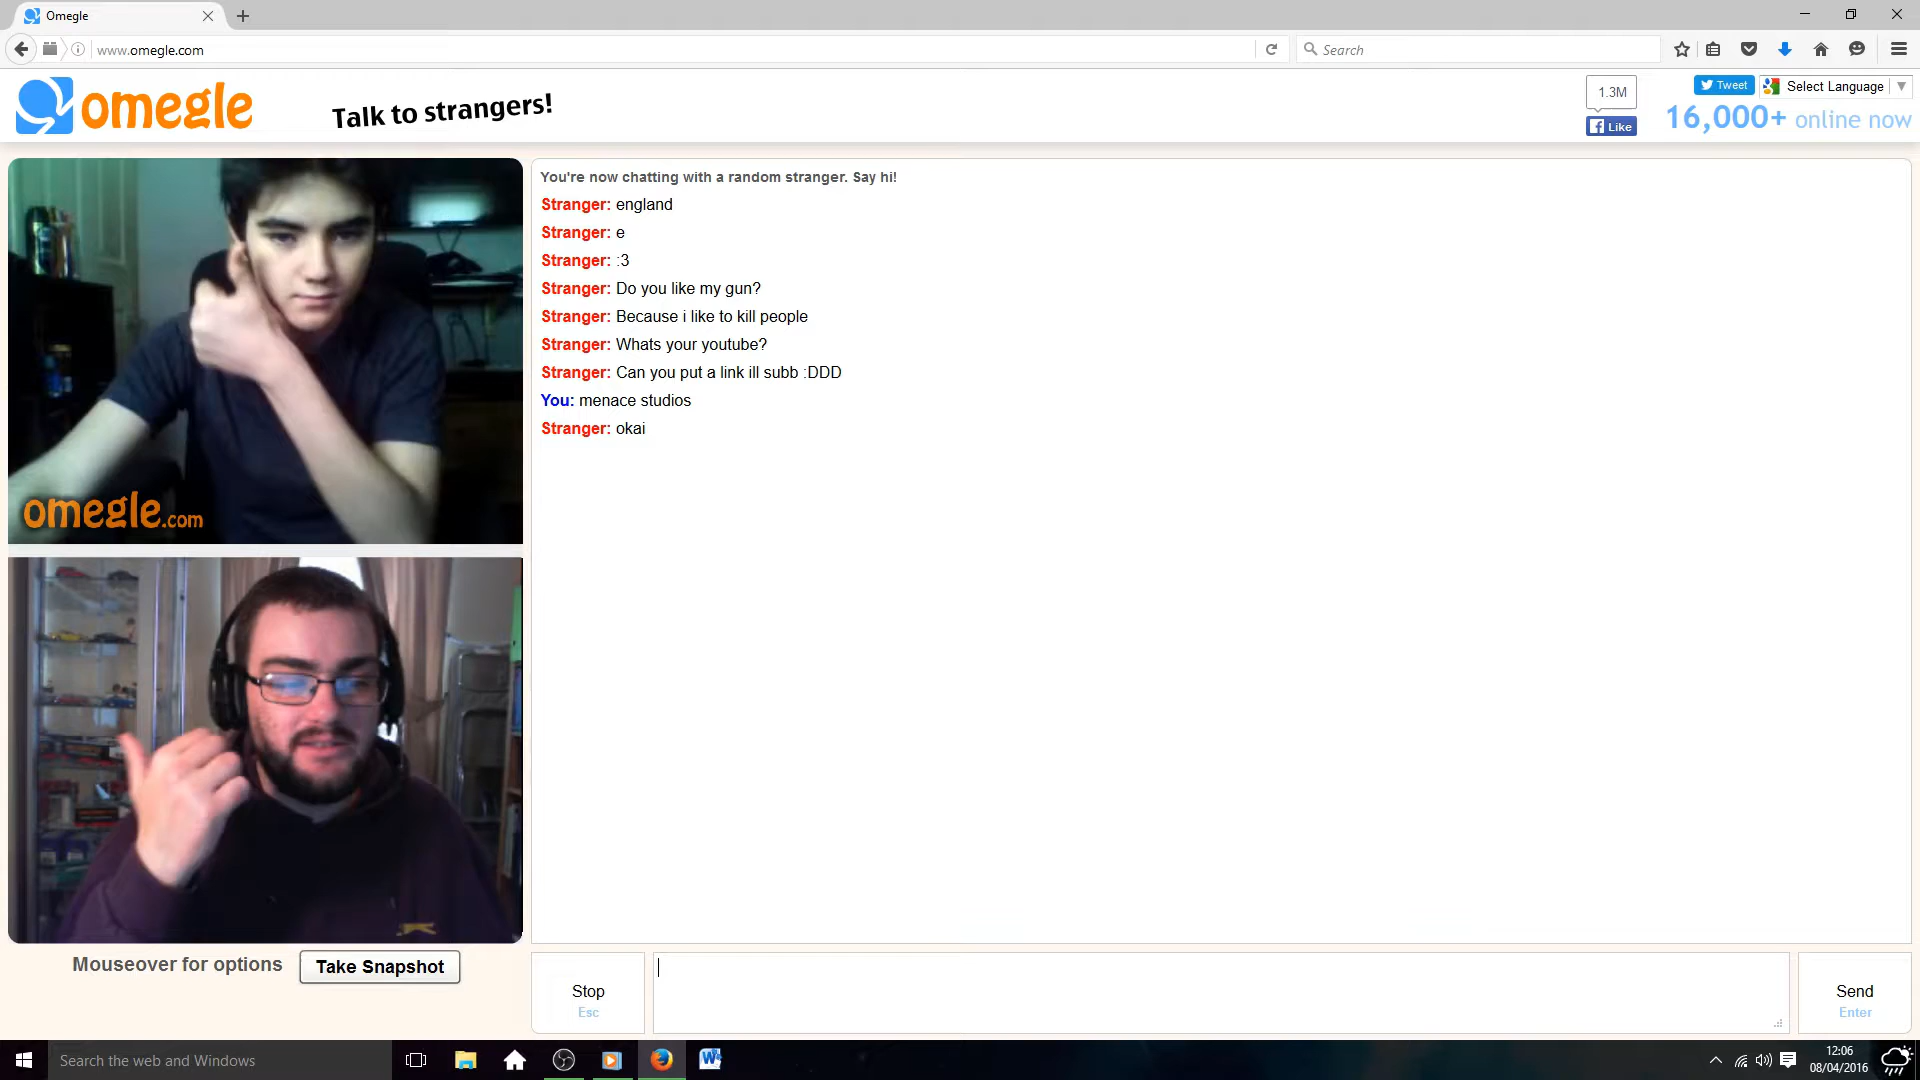 Omegle
www.omegle.com
Search
omegle
Talk to strangers!
1.3M
Like
Tweet
Select Language
16,000+ online now
You're now chatting with a random stranger. Say hi!
Stranger: england
Stranger: e
Stranger: :3
Stranger: Do you like my gun?
Stranger: Because i like to kill people
Stranger: Whats your youtube?
Stranger: Can you put a link ill subb :DDD
You: menace studios
Stranger: okai
omegle.com
Mouseover for options
Take Snapshot
Stop
Esc
Send
Enter
Search the web and Windows
12:06
08/04/2016